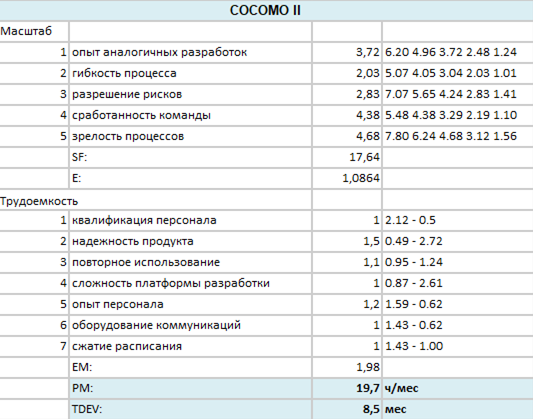 COCOMO II
Масштаб
1 опыт аналогичных разработок 3,72 6.20 4.96 3.72 2.48 1.24
2 гибкость процесса 2,03 5.07 4.05 3.04 2.03 1.01
3 разрешение рисков 2,83 7.07 5.65 4.24 2.83 1.41
4 сработанность команды 4,38 5.48 4.38 3.29 2.19 1.10
5 зрелость процессов 4,68 7.80 6.24 4.68 3.12 1.56
SF: 17,64
E: 1,0864
Трудоемкость
1 квалификация персонала 1 2.12 - 0.5
2 надежность продукта 1,5 0.49 - 2.72
3 повторное использование 1,1 0.95 - 1.24
4 сложность платформы разработки 1 0.87 - 2.61
5 опыт персонала 1,2 1.59 - 0.62
6 оборудование коммуникаций 1 1.43 - 0.62
7 сжатие расписания 1 1.43 - 1.00
EM: 1,98
PM: 19,7 ч/мес
TDEV: 8,5 мес